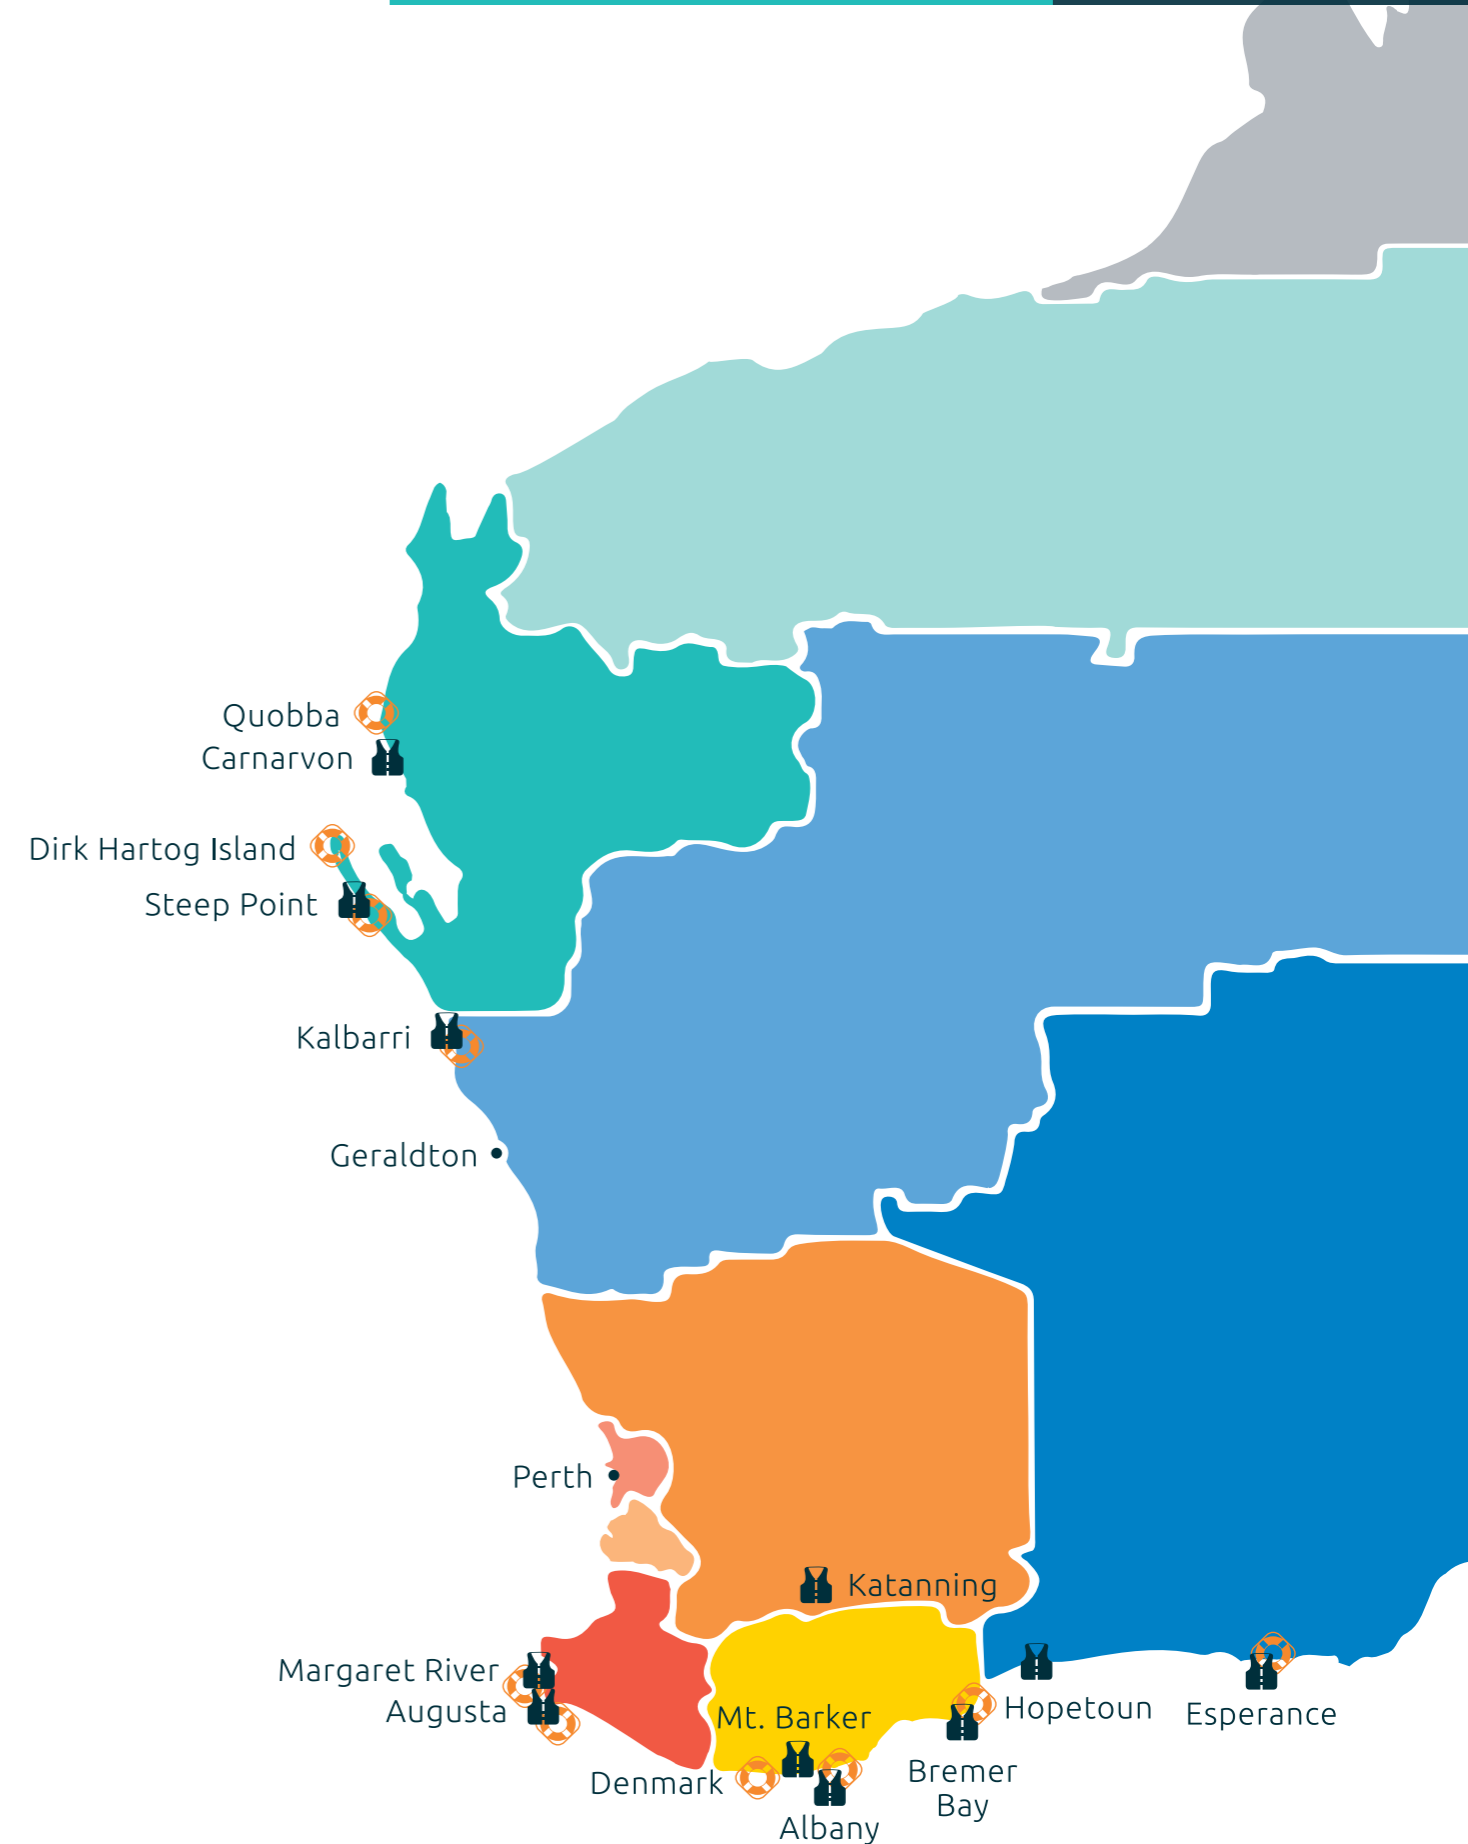 Quobba
Carnarvon
Dirk Hartog Island
Steep Point
Kalbarri
Geraldton
Perth
Katanning
Margaret River
Augusta
Mt. Barker
Hopetoun
Esperance
Denmark
Bremer
Bay
Albany